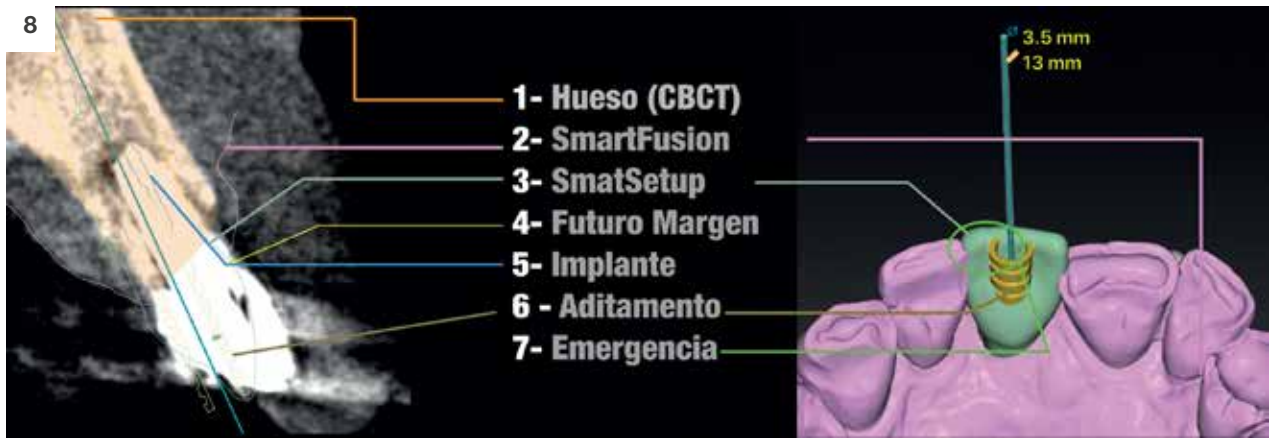 8
1- Hueso (CBCT)
2- SmartFusion
3- SmatSetup
4- Futuro Margen
5- Implante
6 - Aditamento
7- Emergencia
3.5 mm
13 mm